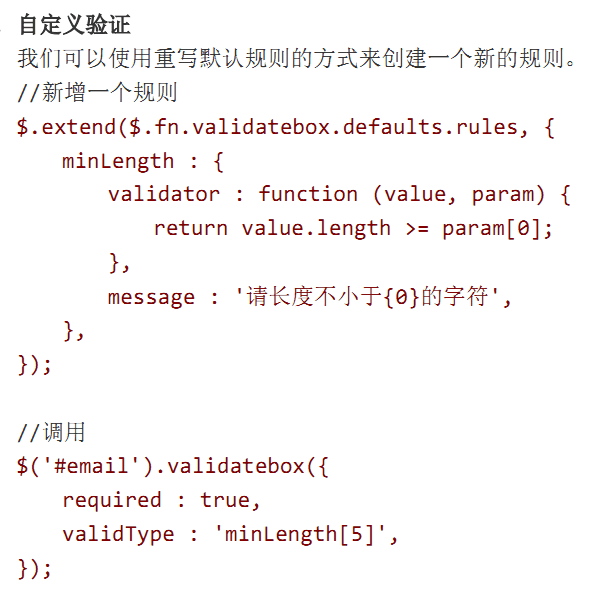 自定义验证
我们可以使用重写默认规则的方式来创建一个新的规则。
//新增一个规则
$.extend($.fn.validatebox.defaults.rules, {
    minLength : {
        validator : function (value, param) {
            return value.length >= param[0];
        },
        message : '请长度不小于{0}的字符',
    },
});

//调用
$('#email').validatebox({
    required : true,
    validType : 'minLength[5]',
});